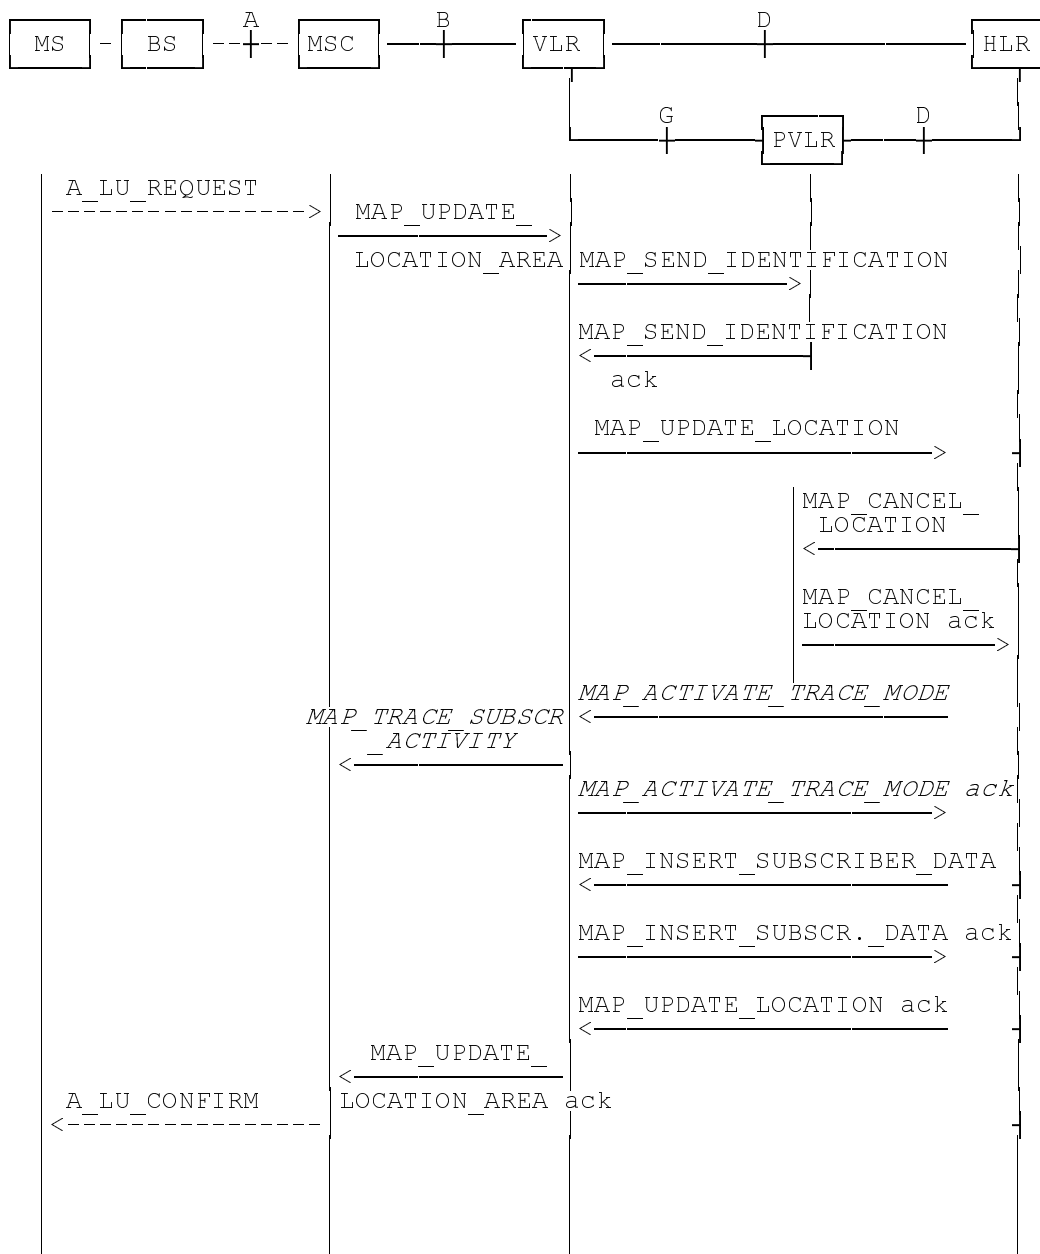 A B D
MS BS MSC VLR HLR
G D
PVLR
A_LU_REQUEST
MAP_UPDATE_
LOCATION_AREA MAP_SEND_IDENTIFICATION
MAP_SEND_IDENTIFICATION
ack
MAP_UPDATE_LOCATION
MAP_CANCEL_
LOCATION
MAP_CANCEL_
LOCATION ack
MAP_ACTIVATE_TRACE_MODE
MAP_TRACE_SUBSCR
_ACTIVITY
MAP_ACTIVATE_TRACE_MODE ack
MAP_INSERT_SUBSCRIBER_DATA
MAP_INSERT_SUBSCR._DATA ack
MAP_UPDATE_LOCATION ack
MAP_UPDATE_
A_LU_CONFIRM LOCATION_AREA ack